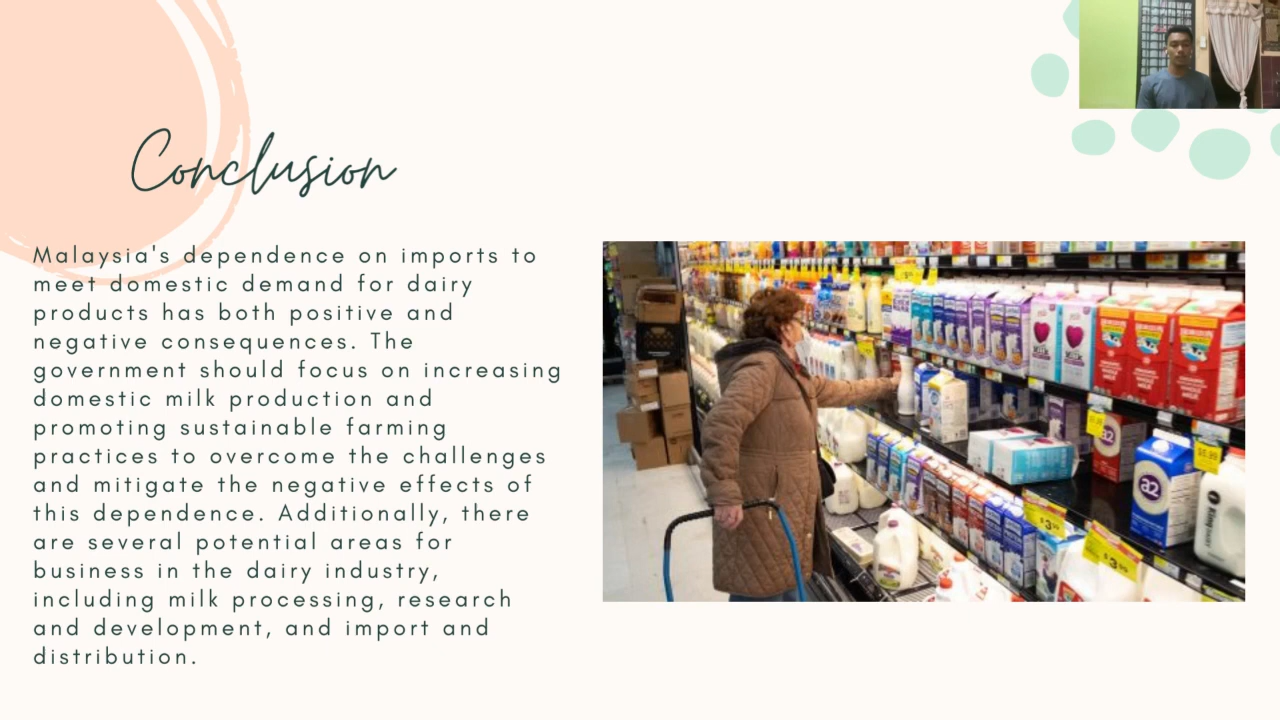 Conclusion
Malaysia's dependence on imports to
meet domestic demand for dairy
products has both positive and
negative consequences. The
government should focus on increasing
domestic milk production and
promoting sustainable farming
practices to overcome the challenges
and mitigate the negative effects of
this dependence. Additionally, there
are several potential areas for
business in the dairy industry,
including milk processing, research
and development, and import and
distribution.
a2
a2